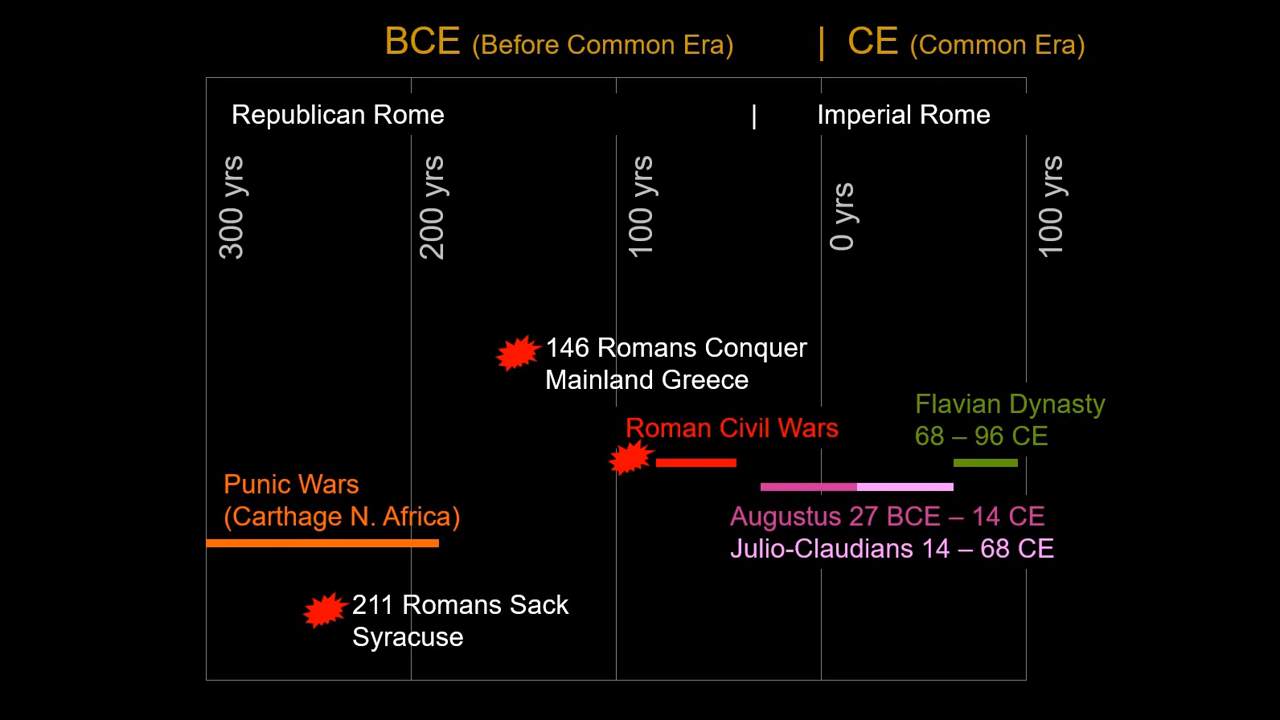 BCE (Before Common Era) | CE (Common Era)
Republican Rome | Imperial Rome
300 yrs
200 yrs
100 yrs
0 yrs
100 yrs
146 Romans Conquer
Mainland Greece
Flavian Dynasty
68 – 96 CE
Roman Civil Wars
Punic Wars
(Carthage N. Africa)
Augustus 27 BCE – 14 CE
Julio-Claudians 14 – 68 CE
211 Romans Sack
Syracuse